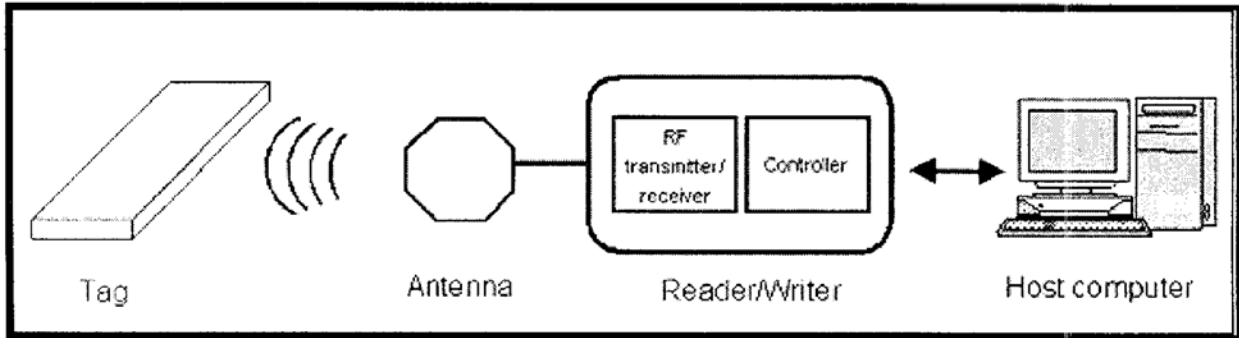 RF
transmitter/
receiver
Controller
Tag
Antenna
Reader/Writer
Host computer